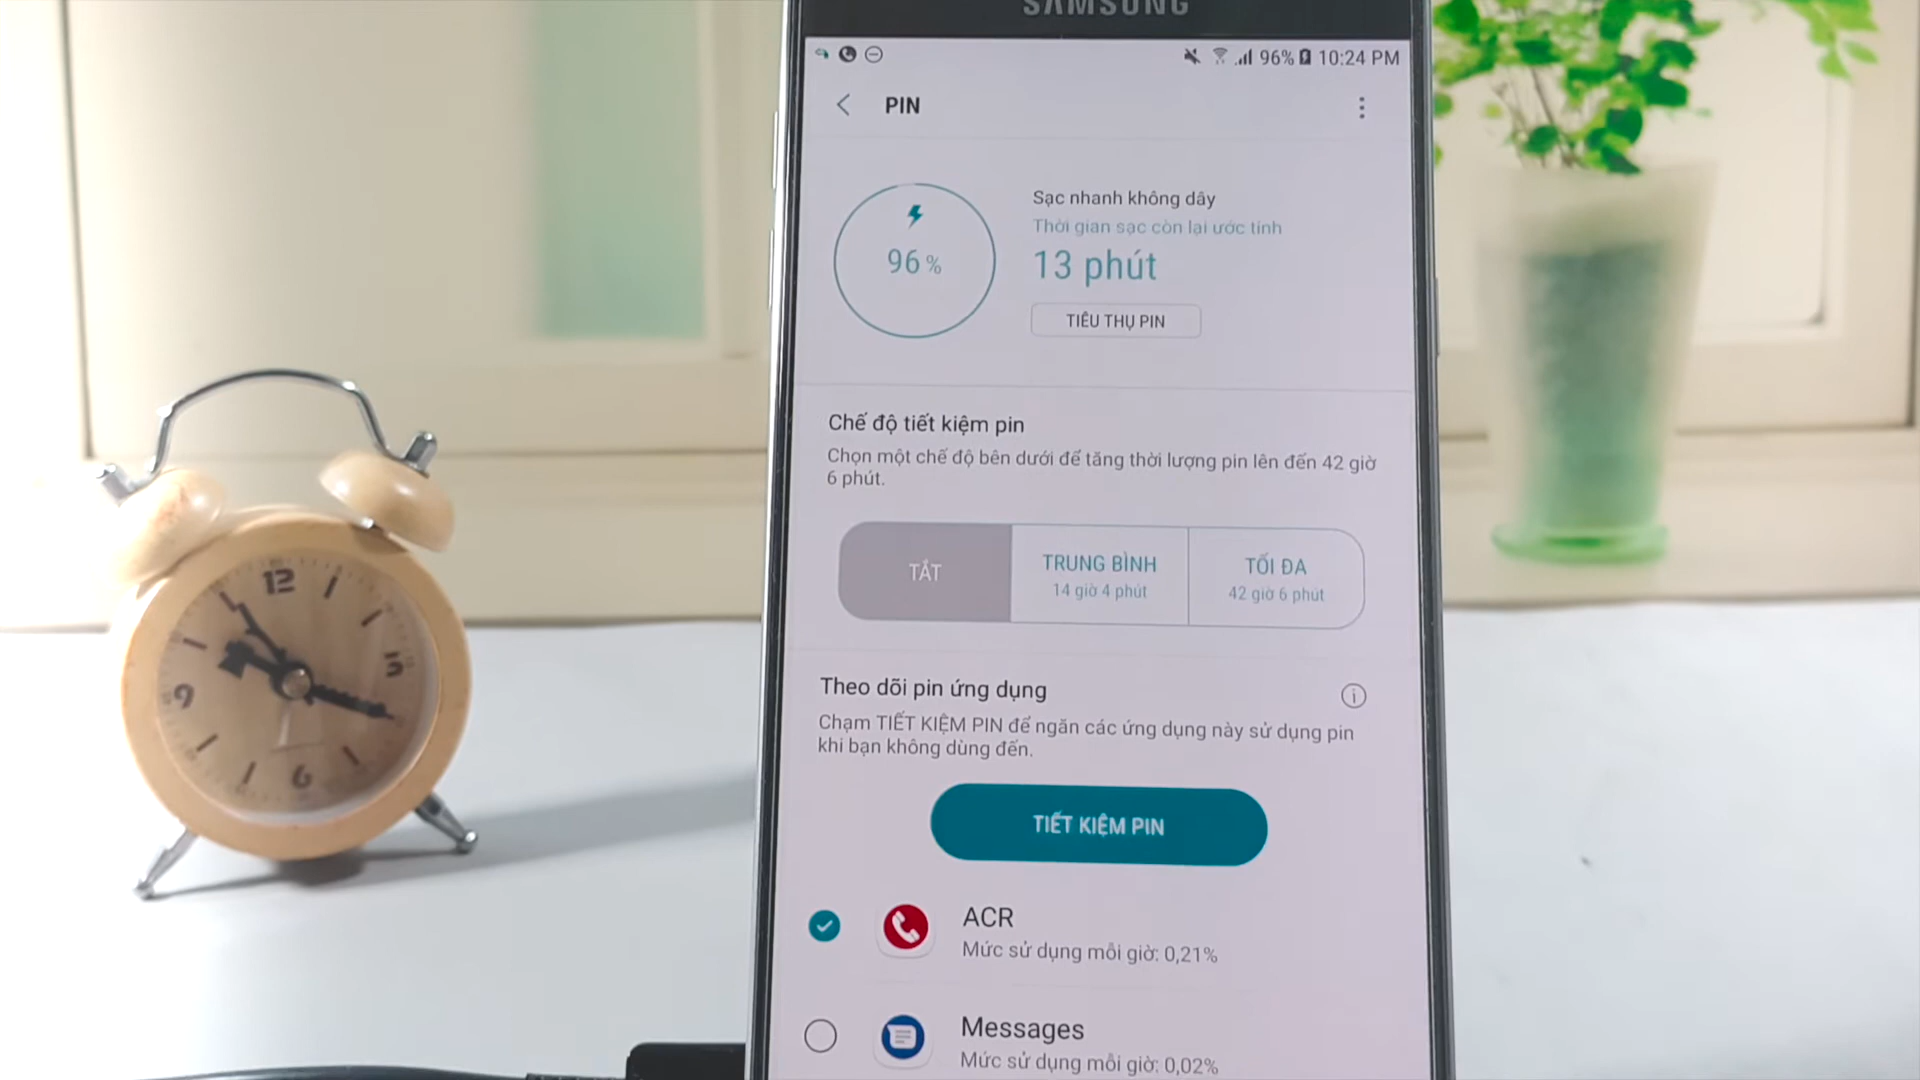 SAMSUNG
96% 10:24 PM
PIN
96 %
Sạc nhanh không dây
Thời gian sạc còn lại ước tính
13 phút
TIÊU THỤ PIN
Chế độ tiết kiệm pin
Chọn một chế độ bên dưới để tăng thời lượng pin lên đến 42 giờ
6 phút.
TẮT
TRUNG BÌNH
14 giờ 4 phút
TỐI ĐA
42 giờ 6 phút
Theo dõi pin ứng dụng
Chạm TIẾT KIỆM PIN để ngăn các ứng dụng này sử dụng pin
khi bạn không dùng đến.
TIẾT KIỆM PIN
ACR
Mức sử dụng mỗi giờ: 0,21%
Messages
Mức sử dụng mỗi giờ: 0,02%
12
9
6